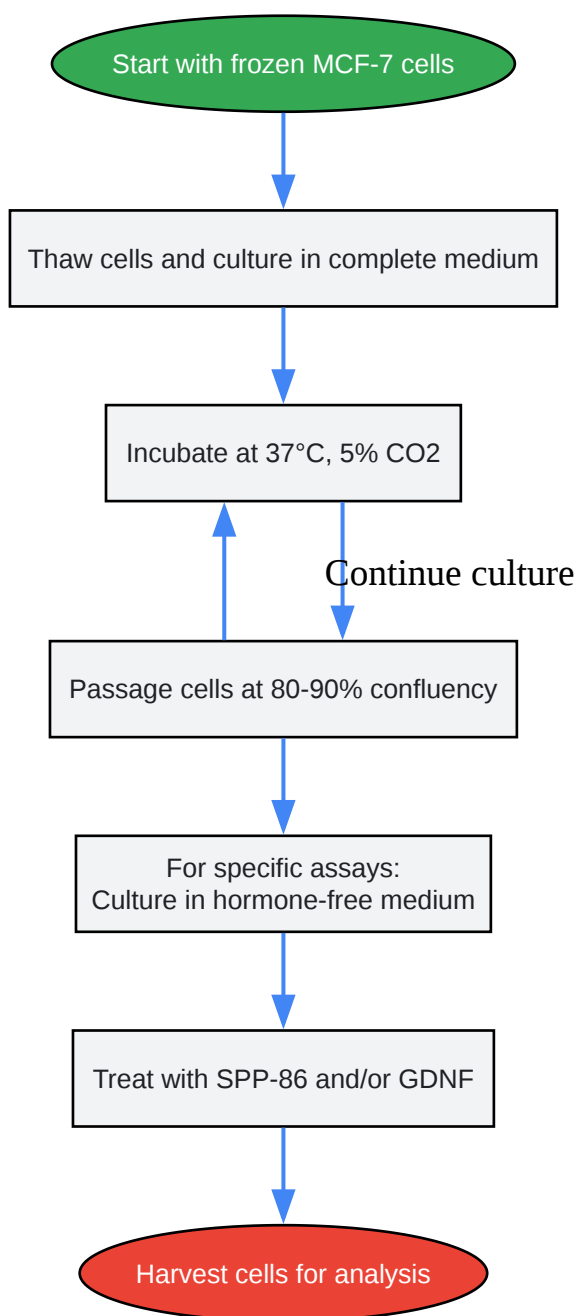 Start with frozen MCF-7 cells
Thaw cells and culture in complete medium
Incubate at 37°C, 5% CO2
Continue culture
Passage cells at 80-90% confluency
For specific assays:
Culture in hormone-free medium
Treat with SPP-86 and/or GDNF
Harvest cells for analysis